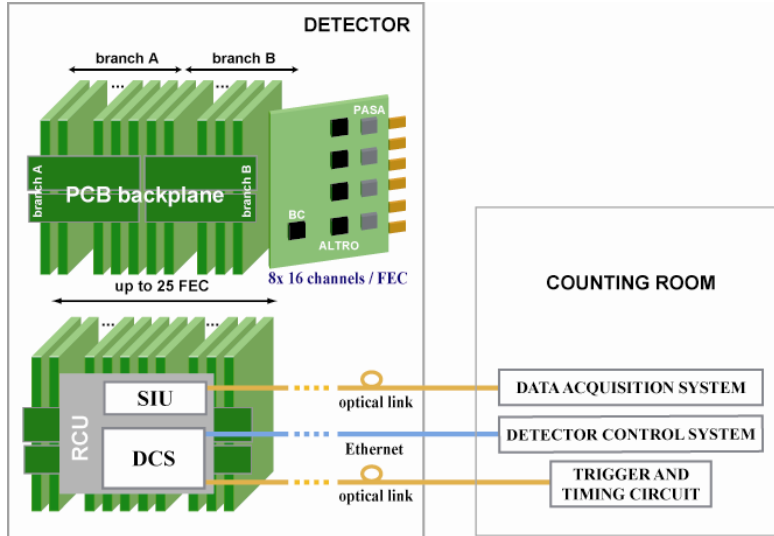 DETECTOR
branch A
branch B
...
...
PASA
branch A
PCB backplane
branch B
BC
ALTRO
8x 16 channels / FEC
up to 25 FEC
...
...
COUNTING ROOM
RCU
SIU
optical link
DATA ACQUISITION SYSTEM
DCS
Ethernet
DETECTOR CONTROL SYSTEM
optical link
TRIGGER AND
TIMING CIRCUIT